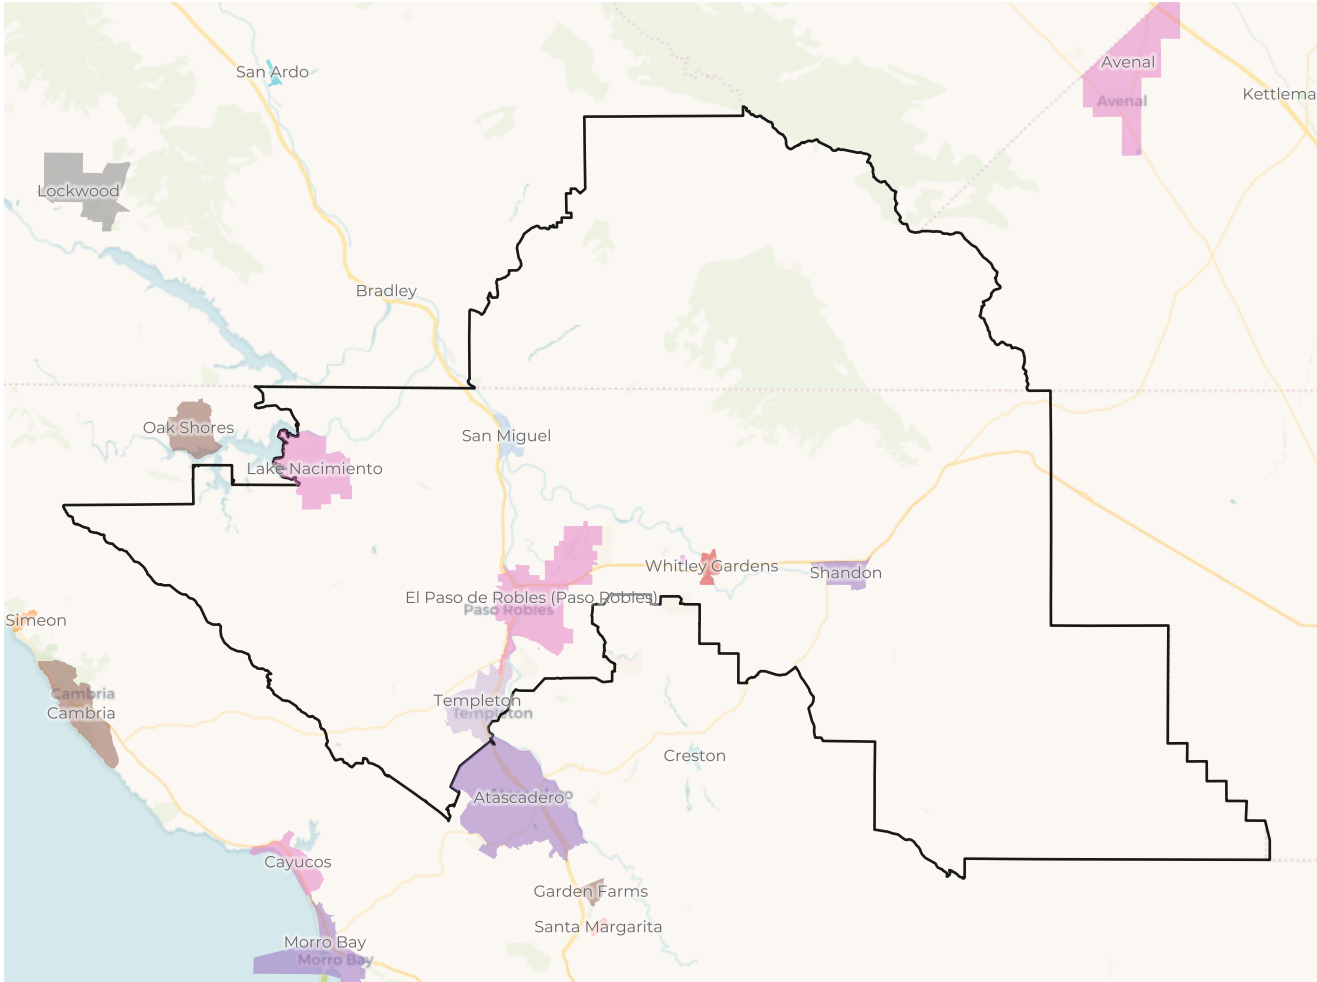 Avenal
San Ardo
Kettlema
Avenal
Lockwood
Bradley
Oak Shores
San Miguel
Lake Nacimiento
Whitley Gardens
Shandon
El Paso de Robles (Paso Robles)
Paso Robles
Simeon
Cambria
Cambria
Templeton
Templeton
Creston
Atascadero
Cayucos
Garden Farms
Santa Margarita
Morro Bay
Morro Bay